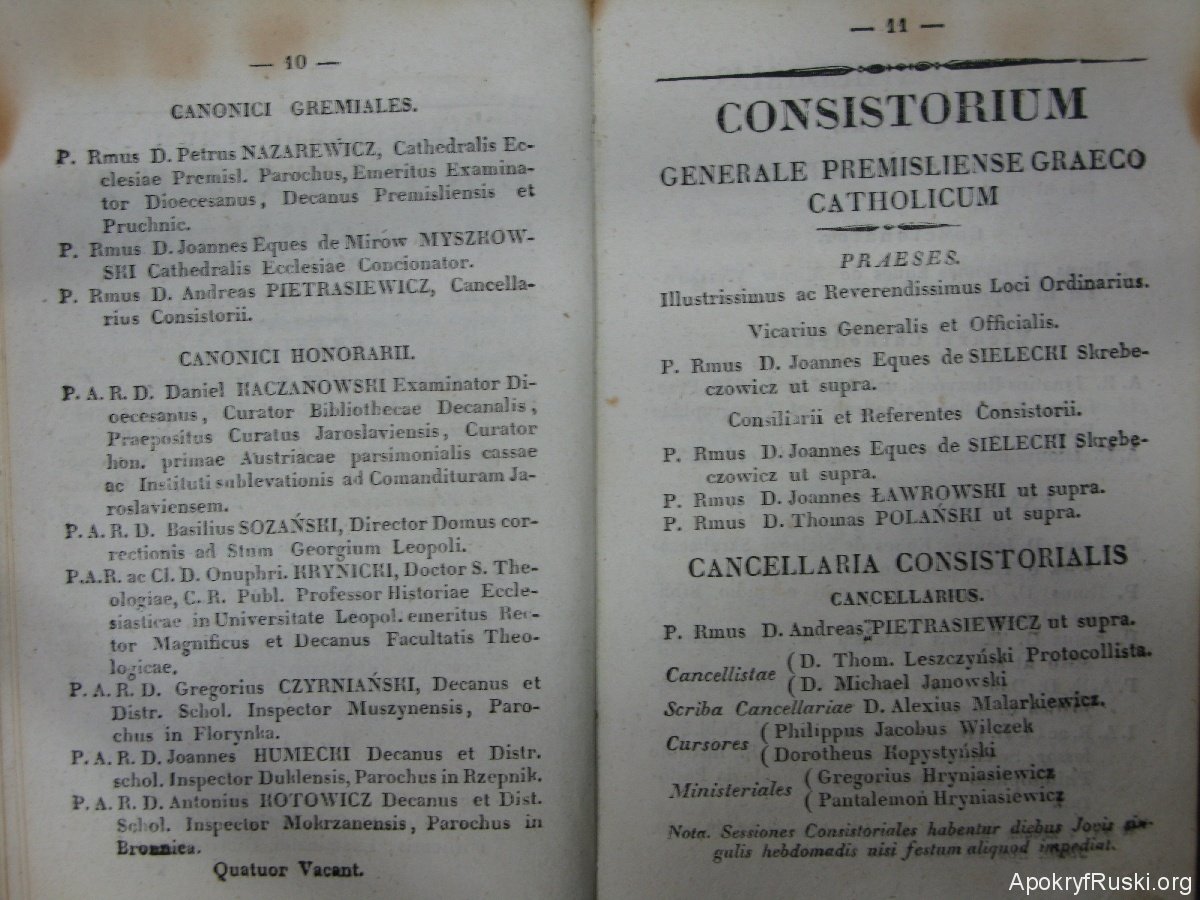 — 10 —
CANONICI GREMIALES.
P. Rmus D. Petrus NAZAREWICZ, Cathedralis Ec-
clesiae Premisl. Parochus, Emeritus Examina-
tor Dioecesanus, Decanus Premisliensis et
Pruchnic.
P. Rmus D. Joannes Eques de Mirów MYSZKOW-
SKI Cathedralis Ecclesiae Concionator.
P. Rmus D. Andreas PIETRASIEWICZ, Cancella-
rius Consistorii.
CANONICI HONORARII.
P. A. R. D. Daniel KACZANOWSKI Examinator Di-
oecesanus, Curator Bibliothecae Decanalis,
Praepositus Curatus Jaroslaviensis, Curator
hon. primae Austriacae parsimonialis cassae
ac Instituti sublevationis ad Comandituram Ja-
roslaviensem.
P. A. R. D. Basilius SOZAŃSKI, Director Domus cor-
rectionis ad Stum Georgium Leopoli.
P.A.R. ac Cl. D. Onuphri. KRYNICKI, Doctor S. The-
ologiae, C. R. Publ. Professor Historiae Eccle-
siasticae in Universitate Leopol. emeritus Rec-
tor Magnificus et Decanus Facultatis Theo-
logicae.
P. A. R. D. Gregorius CZYRNIAŃSKI, Decanus et
Distr. Schol. Inspector Muszynensis, Paro-
chus in Florynka.
P. A. R. D. Joannes HUMECKI Decanus et Distr.
schol. Inspector Duklensis, Parochus in Rzepnik.
P. A. R. D. Antonius KOTOWICZ Decanus et Dist.
Schol. Inspector Mokrzanensis, Parochus in
Bronnica.
Quatuor Vacant.
— 11 —
CONSISTORIUM
GENERALE PREMISLIENSE GRAECO
CATHOLICUM
PRAESES.
Illustrissimus ac Reverendissimus Loci Ordinarius.
Vicarius Generalis et Officialis.
P. Rmus D. Joannes Eques de SIELECKI Skrebe-
czowicz ut supra.
Consiliarii et Referentes Consistorii.
P. Rmus D. Joannes Eques de SIELECKI Skrębę-
czowicz ut supra.
P. Rmus D. Joannes ŁAWROWSKI ut supra.
P. Rmus D. Thomas POLAŃSKI ut supra.
CANCELLARIA CONSISTORIALIS
CANCELLARIUS.
P. Rmus D. Andreas PIETRASIEWICZ ut supra.
Cancellistae ( D. Thom. Leszczyński Protocollista.
( D. Michael Janowski
Scriba Cancellariae D. Alexius Malarkiewicz.
Cursores ( Philippus Jacobus Wilczek
( Dorotheus Kopystyński
Ministeriales ( Gregorius Hryniasiewicz
( Pantalemon Hryniasiewicz
Nota. Sessiones Consistoriales habentur diebus Jovis sin-
gulis hebdomadis nisi festum aliquod impediat.
ApokryfRuski.org